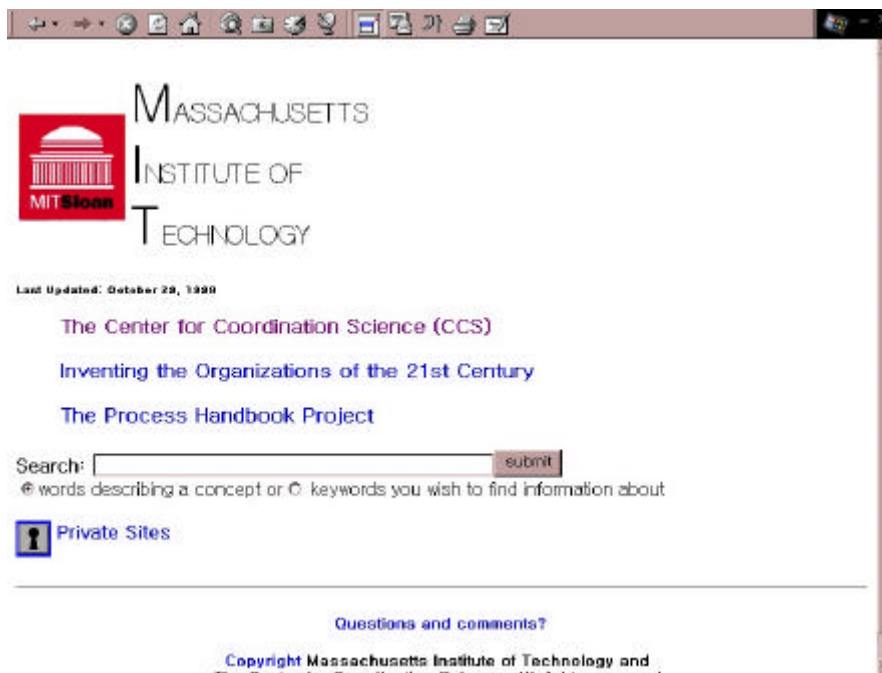 MASSACHUSETTS
INSTITUTE OF
TECHNOLOGY
MITSloan
Last Updated: October 29, 1999
The Center for Coordination Science (CCS)
Inventing the Organizations of the 21st Century
The Process Handbook Project
Search: submit
words describing a concept or keywords you wish to find information about
Private Sites
Questions and comments?
Copyright Massachusetts Institute of Technology and